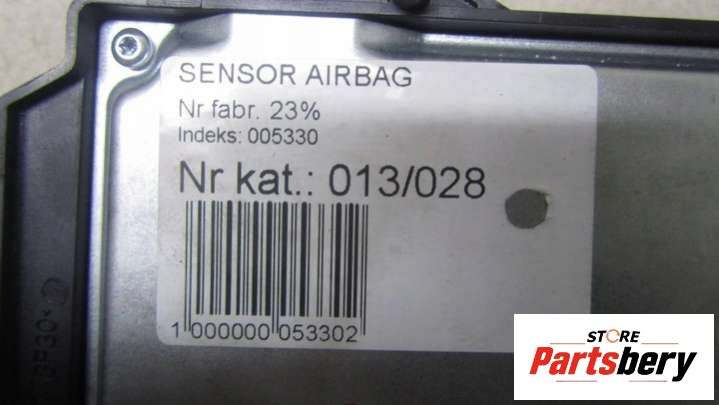 SENSOR AIRBAG
Nr fabr. 23%
Indeks: 005330
Nr kat.: 013/028
1 000000 053302
STORE
Partsbery